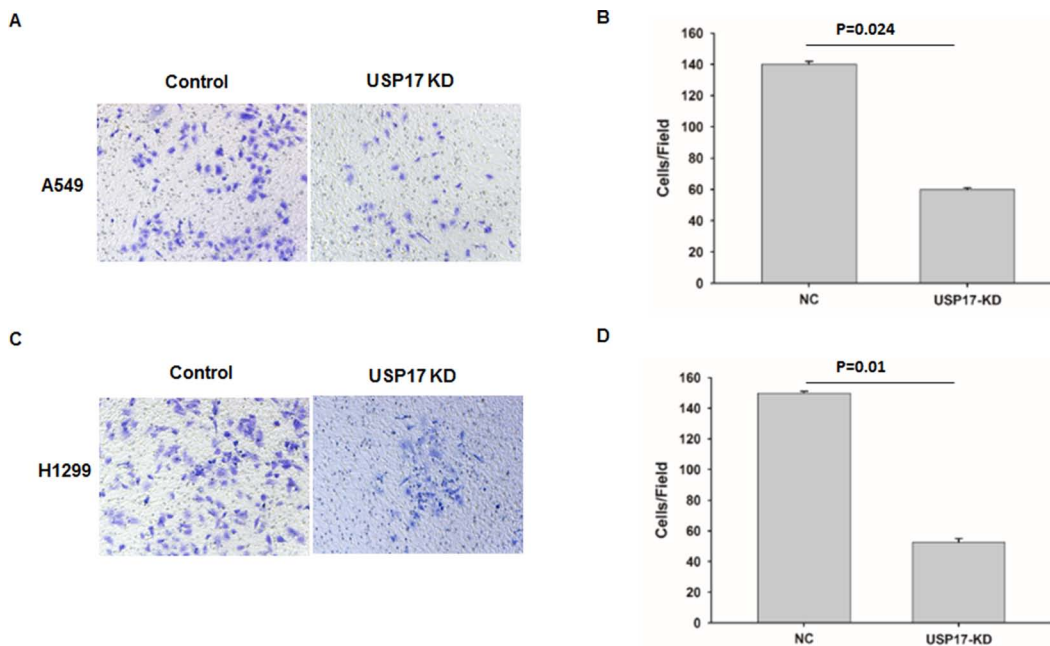 A
Control
USP17 KD
A549
B
P=0.024
160
140
120
100
80
60
40
20
0
Cells/Field
NC
USP17-KD
C
Control
USP17 KD
H1299
D
P=0.01
160
140
120
100
80
60
40
20
0
Cells/Field
NC
USP17-KD